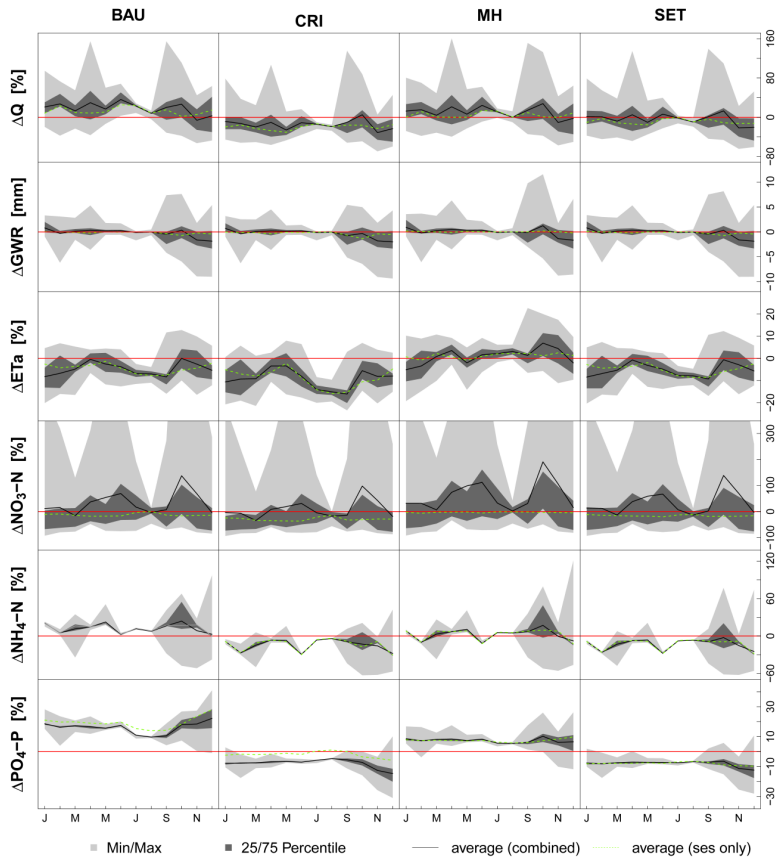 BAU CRI MH SET
ΔQ [%]
160
80
0
−80
ΔGWR [mm]
10
5
0
−5
−10
ΔETa [%]
20
10
0
−20
ΔNO₃−N [%]
300
100
0
−100
ΔNH₄−N [%]
120
60
0
−60
ΔPO₄−P [%]
30
10
−10
−30
J M M J S N J M M J S N J M M J S N J M M J S N
Min/Max 25/75 Percentile average (combined) average (ses only)